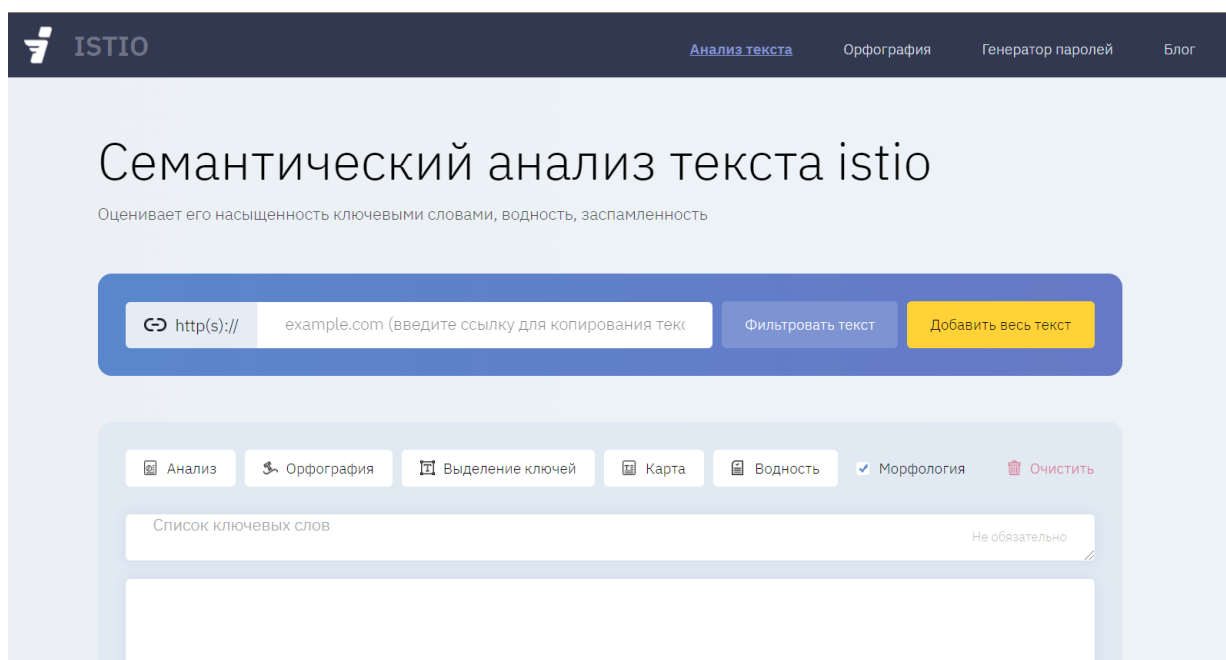 ISTIO
Анализ текста Орфография Генератор паролей Блог
Семантический анализ текста istio
Оценивает его насыщенность ключевыми словами, водность, заспамленность
http(s):// example.com (введите ссылку для копирования текс Фильтровать текст Добавить весь текст
Анализ Орфография Выделение ключей Карта Водность Морфология Очистить
Список ключевых слов
Не обязательно